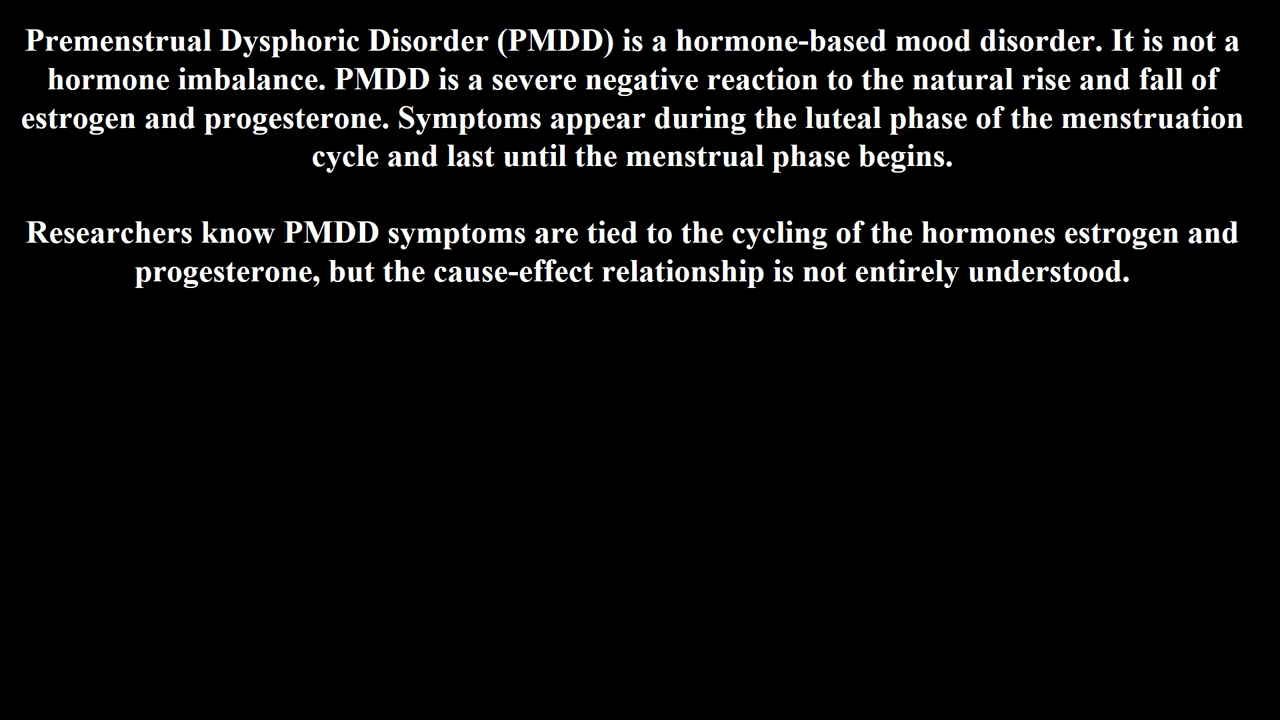 Premenstrual Dysphoric Disorder (PMDD) is a hormone-based mood disorder. It is not a
hormone imbalance. PMDD is a severe negative reaction to the natural rise and fall of
estrogen and progesterone. Symptoms appear during the luteal phase of the menstruation
cycle and last until the menstrual phase begins.
Researchers know PMDD symptoms are tied to the cycling of the hormones estrogen and
progesterone, but the cause-effect relationship is not entirely understood.